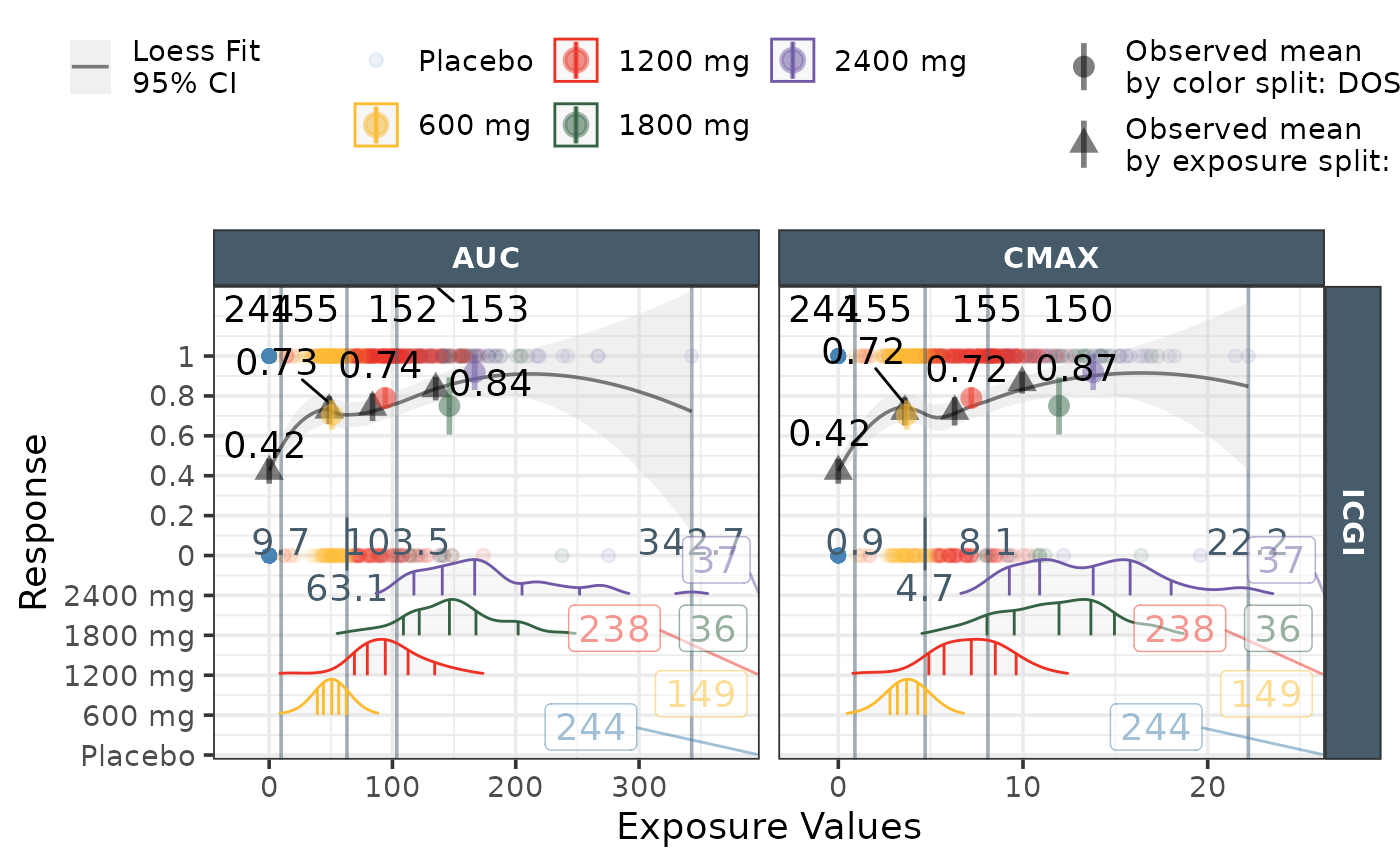 Loess Fit
95% CI
Placebo
1200 mg
2400 mg
600 mg
1800 mg
Observed mean
by color split: DOS
Observed mean
by exposure split:
AUC
CMAX
244
155
152
153
244
155
155
150
0.73
0.74
0.84
0.42
0.72
0.72
0.87
0.42
9.7
103.5
342.7
63.1
0.9
8.1
22.2
4.7
37
238
36
149
244
37
238
36
149
244
1
0.8
0.6
0.4
0.2
0
2400 mg
1800 mg
1200 mg
600 mg
Placebo
Response
ICGI
0
100
200
300
0
10
20
Exposure Values